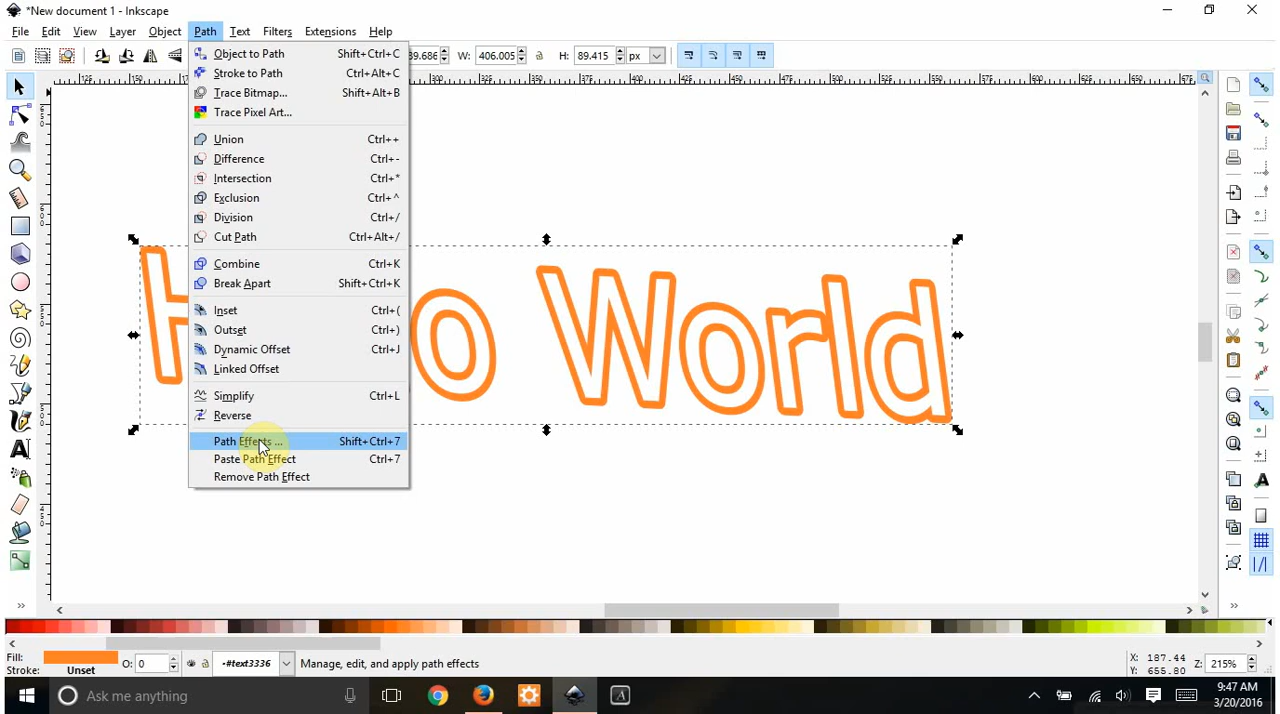 *New document 1 - Inkscape
File Edit View Layer Object Path Text Filters Extensions Help
39.686 W: 406.005 H: 89.415 px
Object to Path Shift+Ctrl+C
Stroke to Path Ctrl+Alt+C
Trace Bitmap... Shift+Alt+B
Trace Pixel Art...
Union Ctrl++
Difference Ctrl+-
Intersection Ctrl+*
Exclusion Ctrl+^
Division Ctrl+/
Cut Path Ctrl+Alt+/
Combine Ctrl+K
Break Apart Shift+Ctrl+K
Inset Ctrl+(
Outset Ctrl+)
Dynamic Offset Ctrl+J
Linked Offset
Simplify Ctrl+L
Reverse
Path Effects ... Shift+Ctrl+7
Paste Path Effect Ctrl+7
Remove Path Effect
H o World
Fill:
Stroke: Unset
O: 0
•#text3336
Manage, edit, and apply path effects
X: 187.44
Y: 655.80
Z: 215%
Ask me anything
9:47 AM
3/20/2016